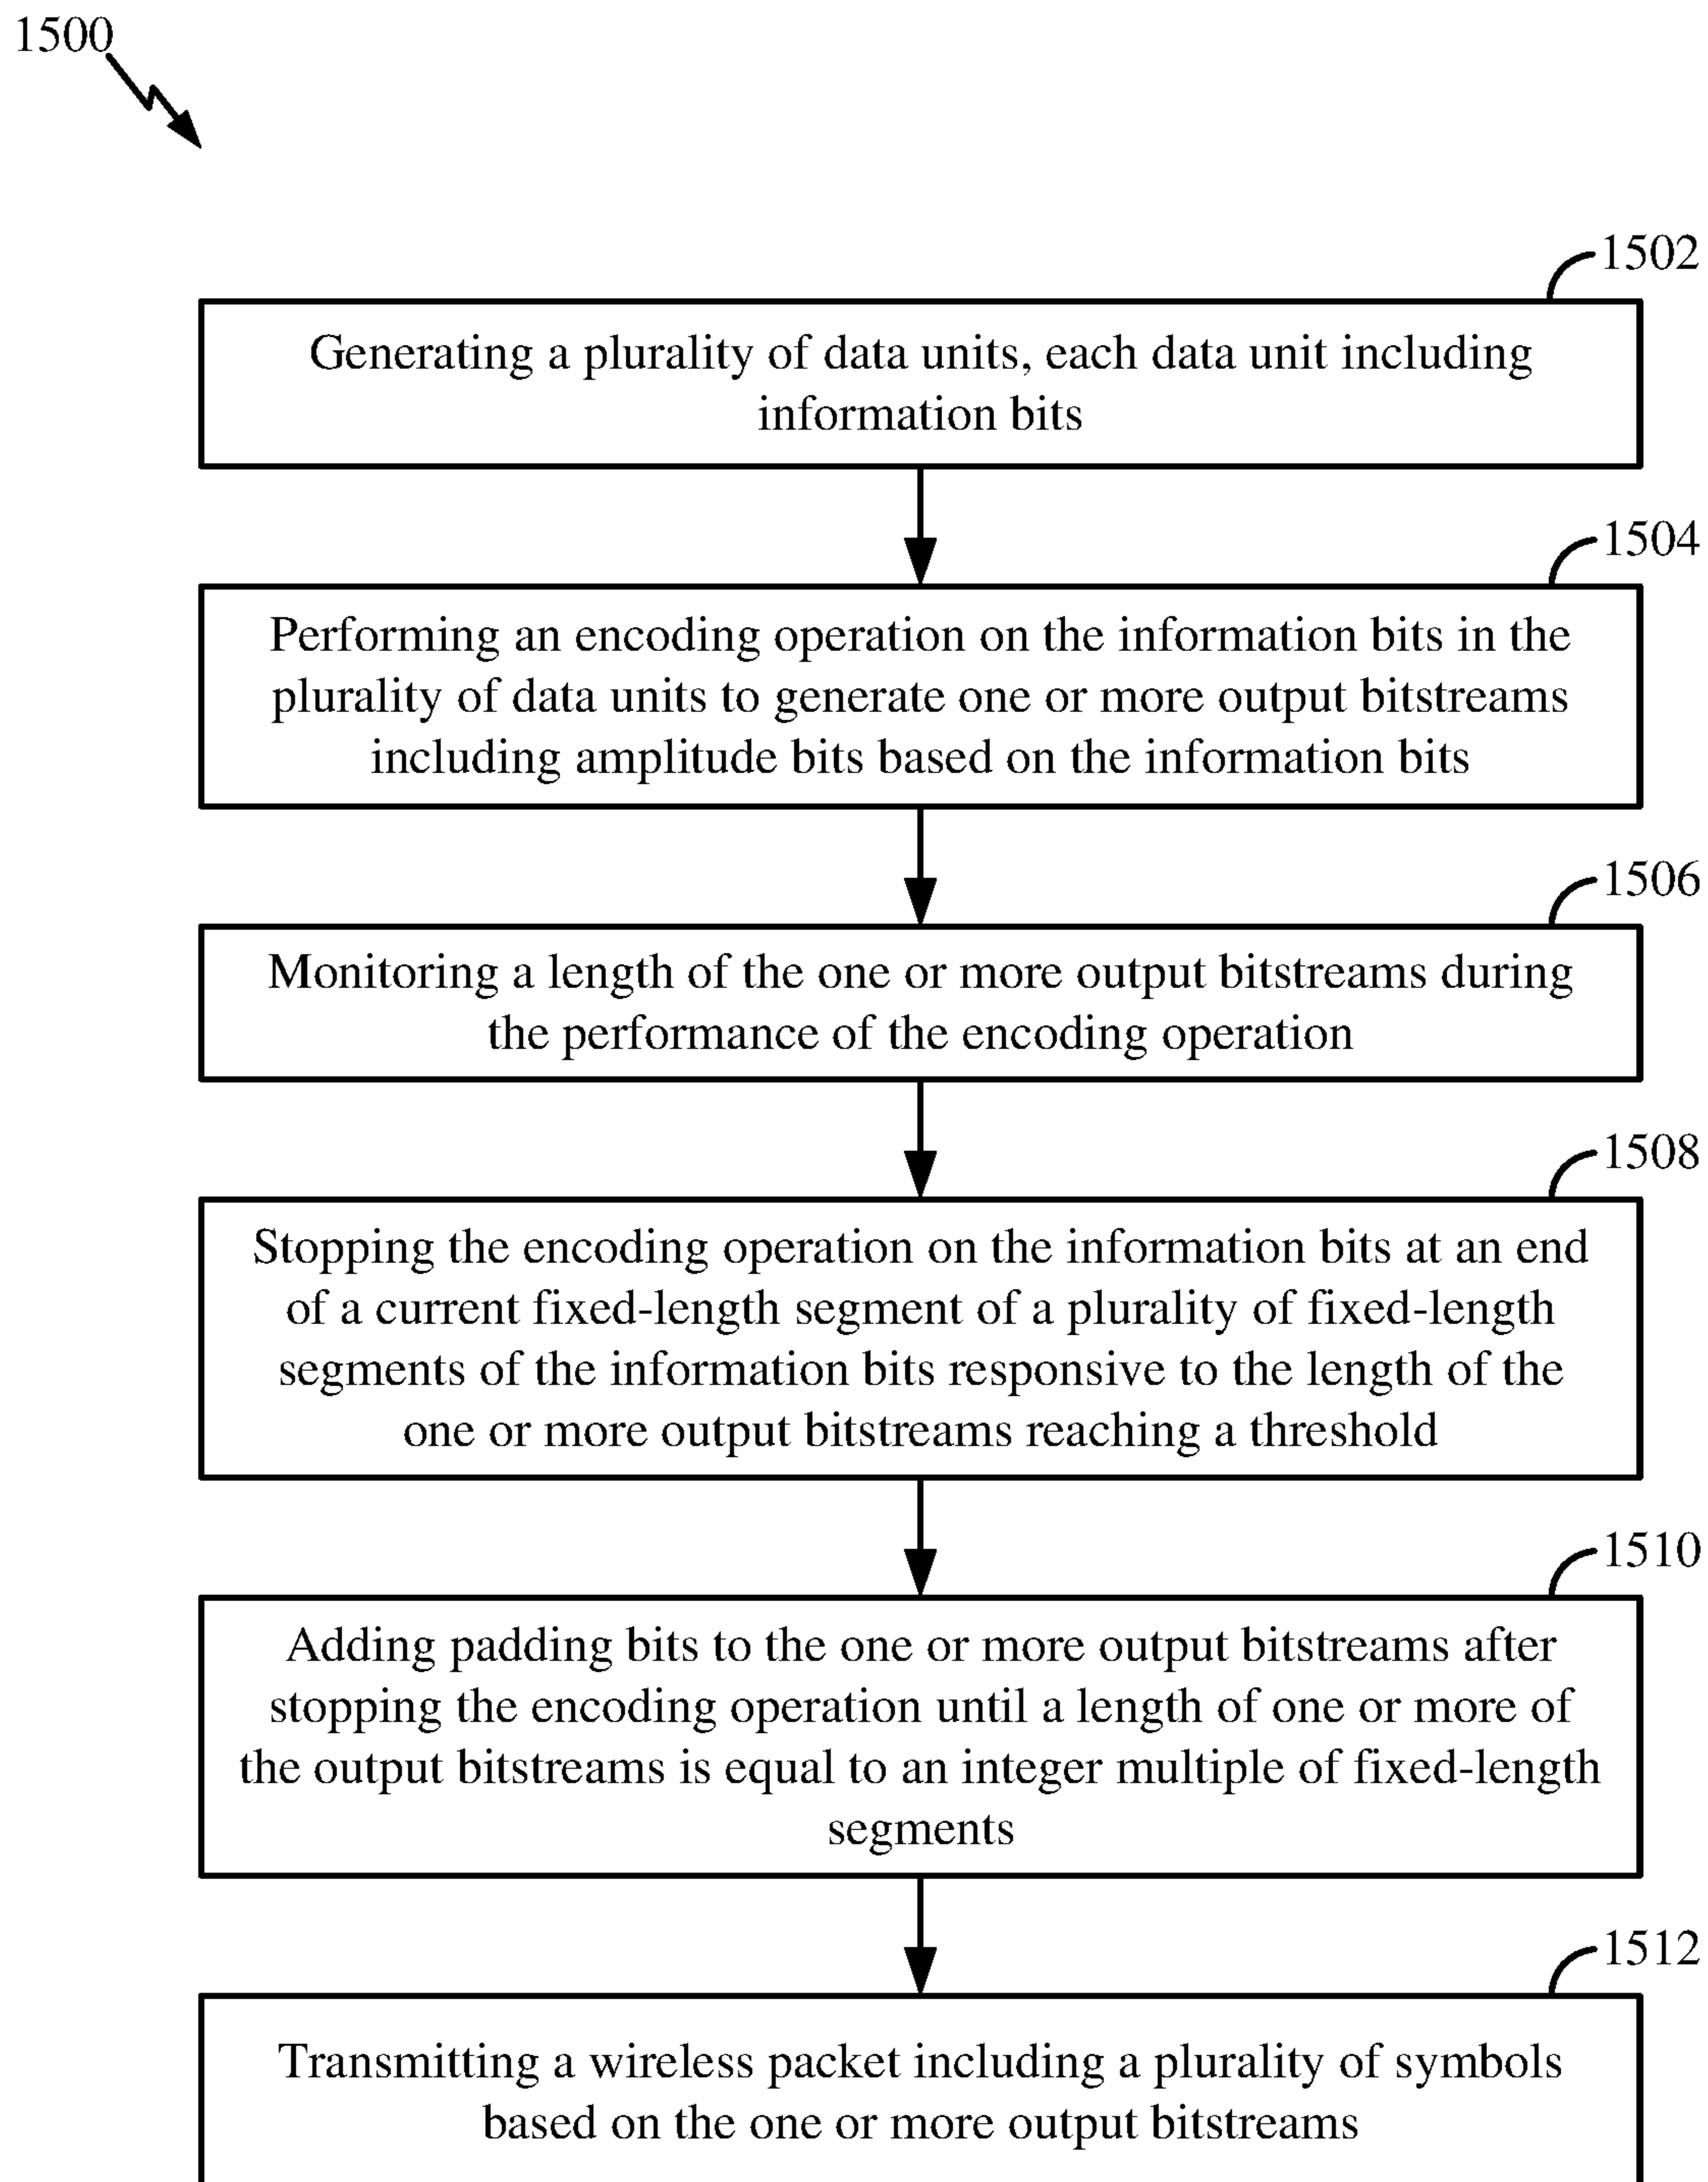 1500
1502
Generating a plurality of data units, each data unit including
information bits
1504
Performing an encoding operation on the information bits in the
plurality of data units to generate one or more output bitstreams
including amplitude bits based on the information bits
1506
Monitoring a length of the one or more output bitstreams during
the performance of the encoding operation
1508
Stopping the encoding operation on the information bits at an end
of a current fixed-length segment of a plurality of fixed-length
segments of the information bits responsive to the length of the
one or more output bitstreams reaching a threshold
1510
Adding padding bits to the one or more output bitstreams after
stopping the encoding operation until a length of one or more of
the output bitstreams is equal to an integer multiple of fixed-length
segments
1512
Transmitting a wireless packet including a plurality of symbols
based on the one or more output bitstreams